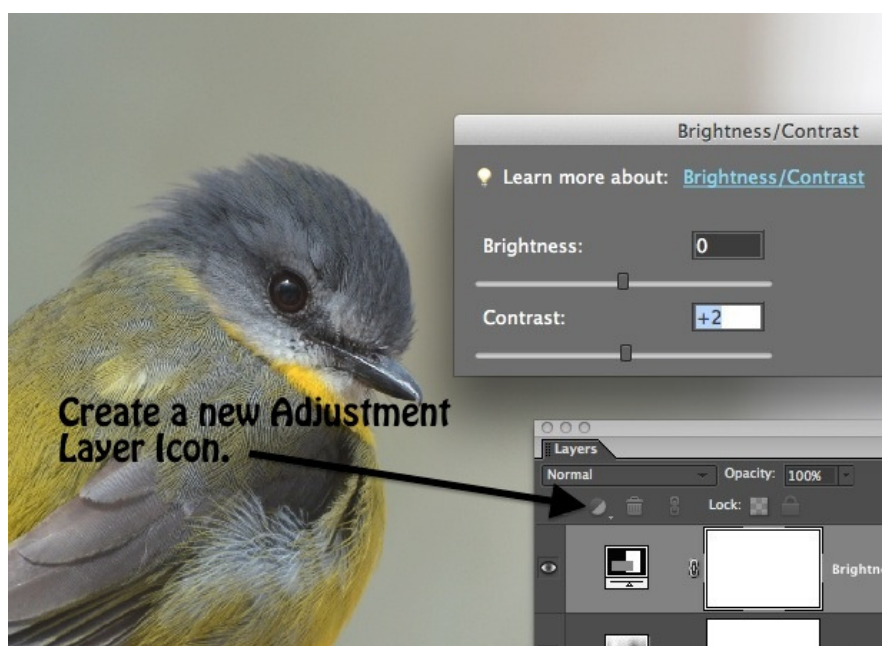 Brightness/Contrast
Learn more about: Brightness/Contrast
Brightness: 0
Contrast: +2
Create a new Adjustment
Layer Icon.
Layers
Normal Opacity: 100%
Lock: